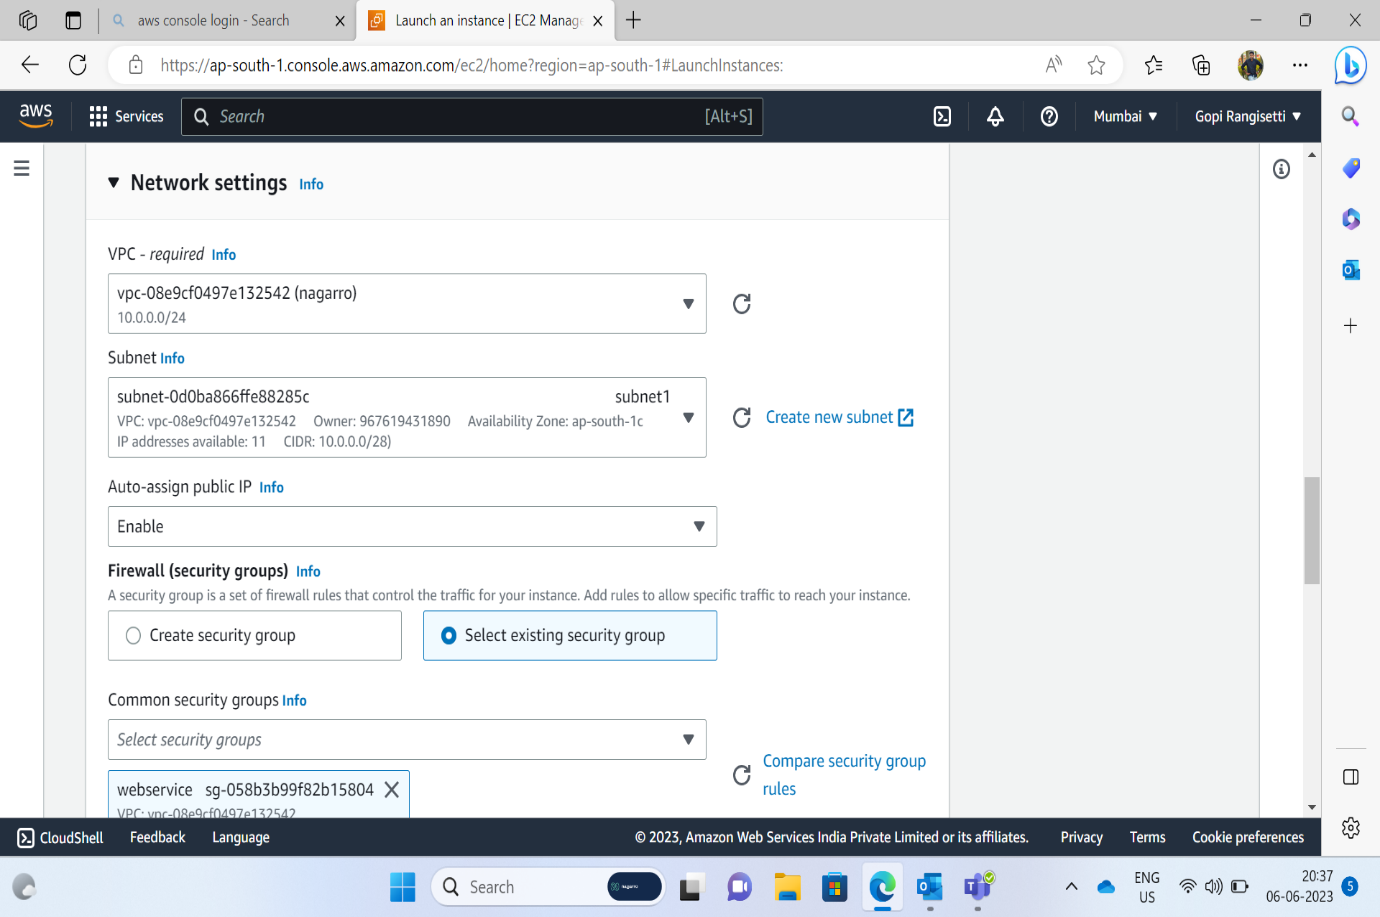 aws console login - Search
Launch an instance | EC2 Manage
https://ap-south-1.console.aws.amazon.com/ec2/home?region=ap-south-1#LaunchInstances:
aws
Services
Search
[Alt+S]
Mumbai
Gopi Rangisetti
Network settings Info
VPC - required Info
vpc-08e9cf0497e132542 (nagarro)
10.0.0.0/24
Subnet Info
subnet-0d0ba866ffe88285c subnet1
VPC: vpc-08e9cf0497e132542 Owner: 967619431890 Availability Zone: ap-south-1c
IP addresses available: 11 CIDR: 10.0.0.0/28)
Create new subnet
Auto-assign public IP Info
Enable
Firewall (security groups) Info
A security group is a set of firewall rules that control the traffic for your instance. Add rules to allow specific traffic to reach your instance.
Create security group
Select existing security group
Common security groups Info
Select security groups
Compare security group
rules
webservice sg-058b3b99f82b15804
VPC: vpc-08e9cf0497e132542
CloudShell
Feedback
Language
© 2023, Amazon Web Services India Private Limited or its affiliates.
Privacy
Terms
Cookie preferences
Search
nagarro
ENG
US
20:37
06-06-2023
5